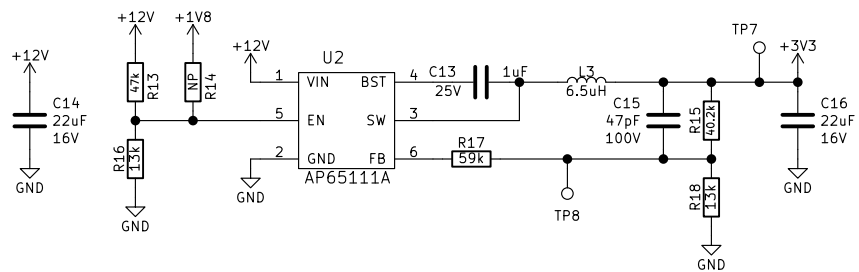 +12V
C14
22uF
16V
GND
+12V
+1V8
47k
R13
NP
R14
R16
13k
GND
+12V
U2
1
VIN
BST
4
5
EN
SW
3
2
GND
FB
6
AP65111A
GND
C13
25V
1uF
L3
6.5uH
R17
59k
TP8
C15
47pF
100V
R15
40.2k
R18
13k
GND
TP7
+3V3
C16
22uF
16V
GND